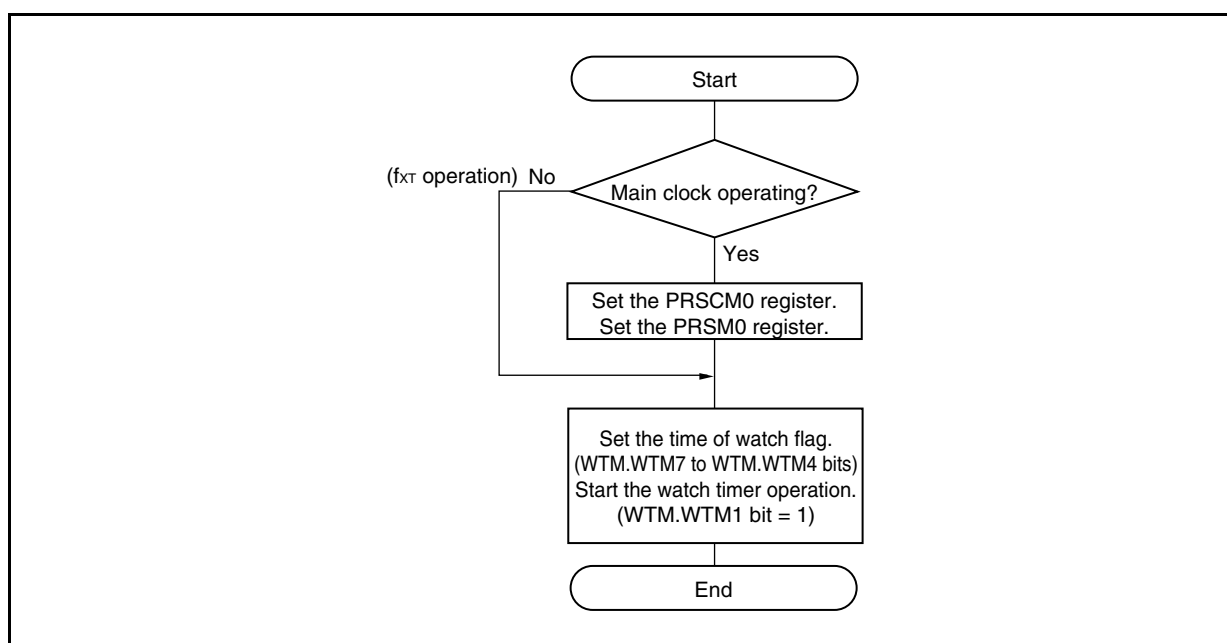 Start
(fXT operation) No
Main clock operating?
Yes
Set the PRSCM0 register.
Set the PRSM0 register.
Set the time of watch flag.
(WTM.WTM7 to WTM.WTM4 bits)
Start the watch timer operation.
(WTM.WTM1 bit = 1)
End